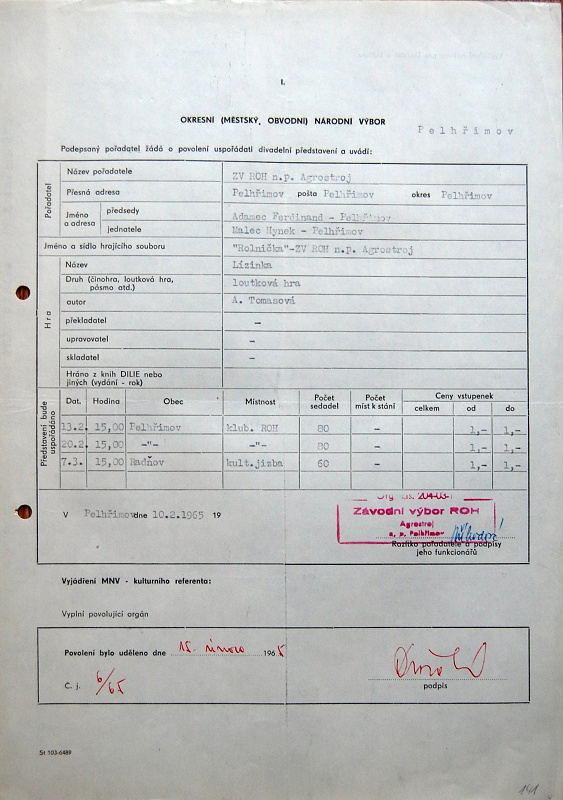 I.
OKRESNÍ (MĚSTSKÝ, OBVODNÍ) NÁRODNÍ VÝBOR
Pelhřimov
Podepsaný pořadatel žádá o povolení uspořádati divadelní představení a uvádí:
Pořadatel
Název pořadatele ZV ROH n.p. Agrostroj
Přesná adresa Pelhřimov pošta Pelhřimov okres Pelhřimov
Jméno a adresa
předsedy Adamec Ferdinand - Pelhřimov
jednatele Malec Hynek - Pelhřimov
Jméno a sídlo hrajícího souboru "Rolnička"-ZV ROH n.p. Agrostroj
Hra
Název Lízinka
Druh (činohra, loutková hra, pásmo atd.) loutková hra
autor A. Tomasová
překladatel –
upravovatel –
skladatel –
Hráno z knih DILIE nebo jiných (vydání - rok)
Představení bude uspořádáno
Dat. Hodina Obec Místnost Počet sedadel Počet míst k stání Ceny vstupenek
celkem od do
13.2. 15,00 Pelhřimov klub. ROH 80 – 1,- 1,-
20.2. 15,00 -"- -"- 80 – 1,- 1,-
7.3. 15,00 Radňov kult.jizba 60 – 1,- 1,-
V Pelhřimov dne 10.2.1965 19
Závodní výbor ROH
Agrostroj
n. p. Pelhřimov
Razítko pořadatele a podpisy
jeho funkcionářů
Vyjádření MNV - kulturního referenta:
Vyplní povolující orgán
Povolení bylo uděleno dne 15. února 1965
Č. j. 6/65
podpis
St 103-6489
141